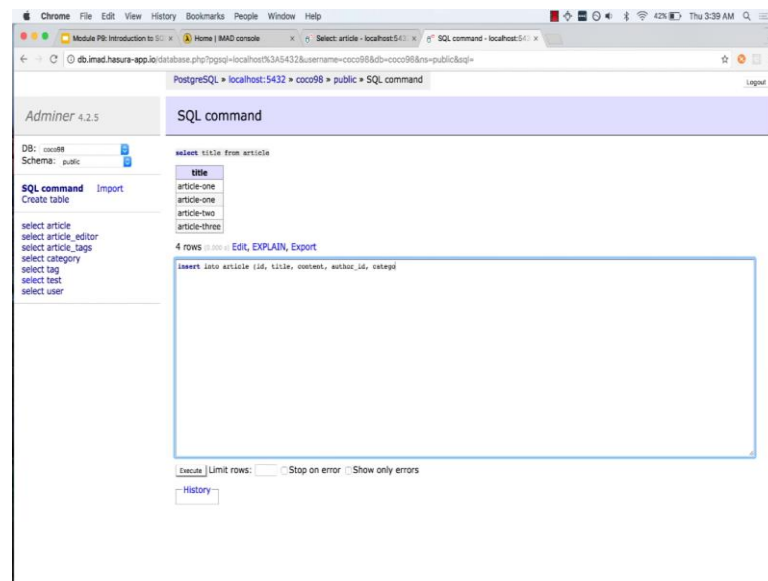 Chrome File Edit View History Bookmarks People Window Help 42% Thu 3:39 AM
Module P9: Introduction to SQ × Home | IMAD console × Select: article - localhost:543 × SQL command - localhost:543 ×
db.imad.hasura-app.io/database.php?pgsql=localhost%3A5432&username=coco98&db=coco98&ns=public&sql=
PostgreSQL » localhost:5432 » coco98 » public » SQL command
Logout
Adminer 4.2.5
SQL command
DB: coco98
Schema: public
SQL command Import
Create table
select article
select article_editor
select article_tags
select category
select tag
select test
select user
select title from article
title
article-one
article-one
article-two
article-three
4 rows (0.000 s) Edit, EXPLAIN, Export
insert into article (id, title, content, author_id, catego
Execute Limit rows: Stop on error Show only errors
History